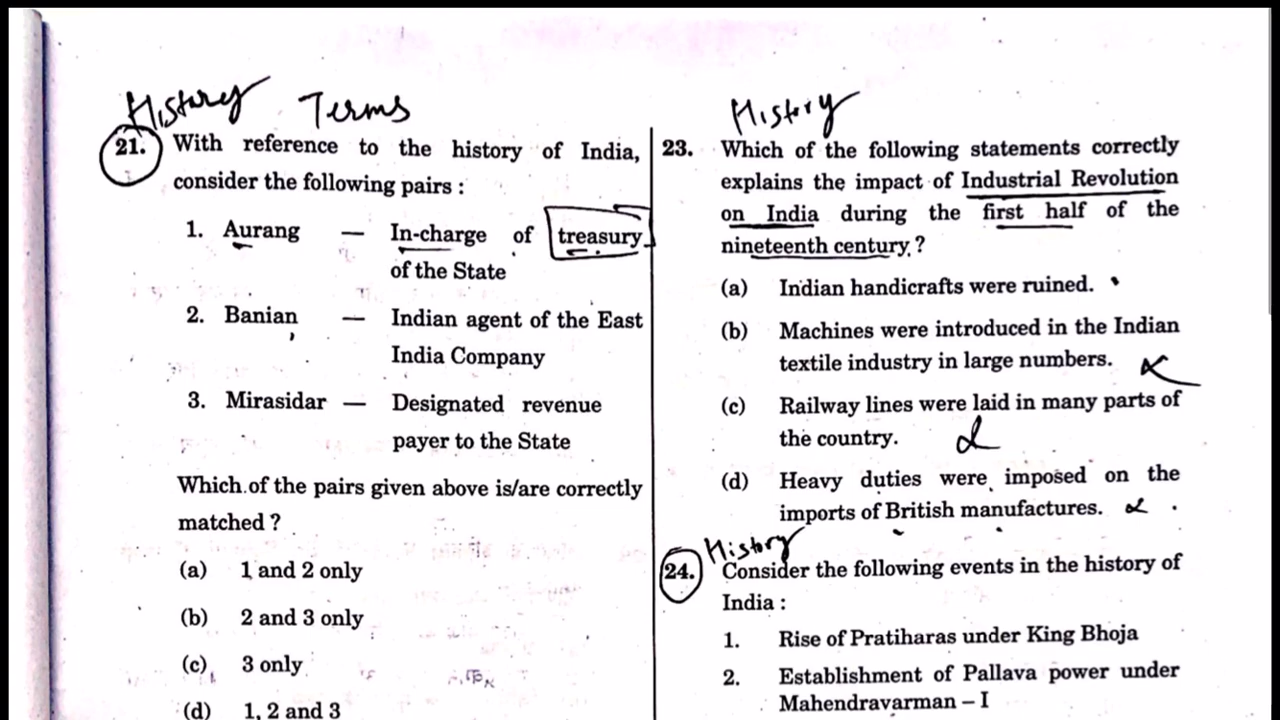 History Terms
21. With reference to the history of India,
consider the following pairs :
1. Aurang — In-charge of treasury
of the State
2. Banian — Indian agent of the East
India Company
3. Mirasidar — Designated revenue
payer to the State
Which of the pairs given above is/are correctly
matched ?
(a) 1 and 2 only
(b) 2 and 3 only
(c) 3 only
(d) 1, 2 and 3
History
23. Which of the following statements correctly
explains the impact of Industrial Revolution
on India during the first half of the
nineteenth century ?
(a) Indian handicrafts were ruined.
(b) Machines were introduced in the Indian
textile industry in large numbers.
(c) Railway lines were laid in many parts of
the country.
(d) Heavy duties were imposed on the
imports of British manufactures.
History
24. Consider the following events in the history of
India :
1. Rise of Pratiharas under King Bhoja
2. Establishment of Pallava power under
Mahendravarman – I